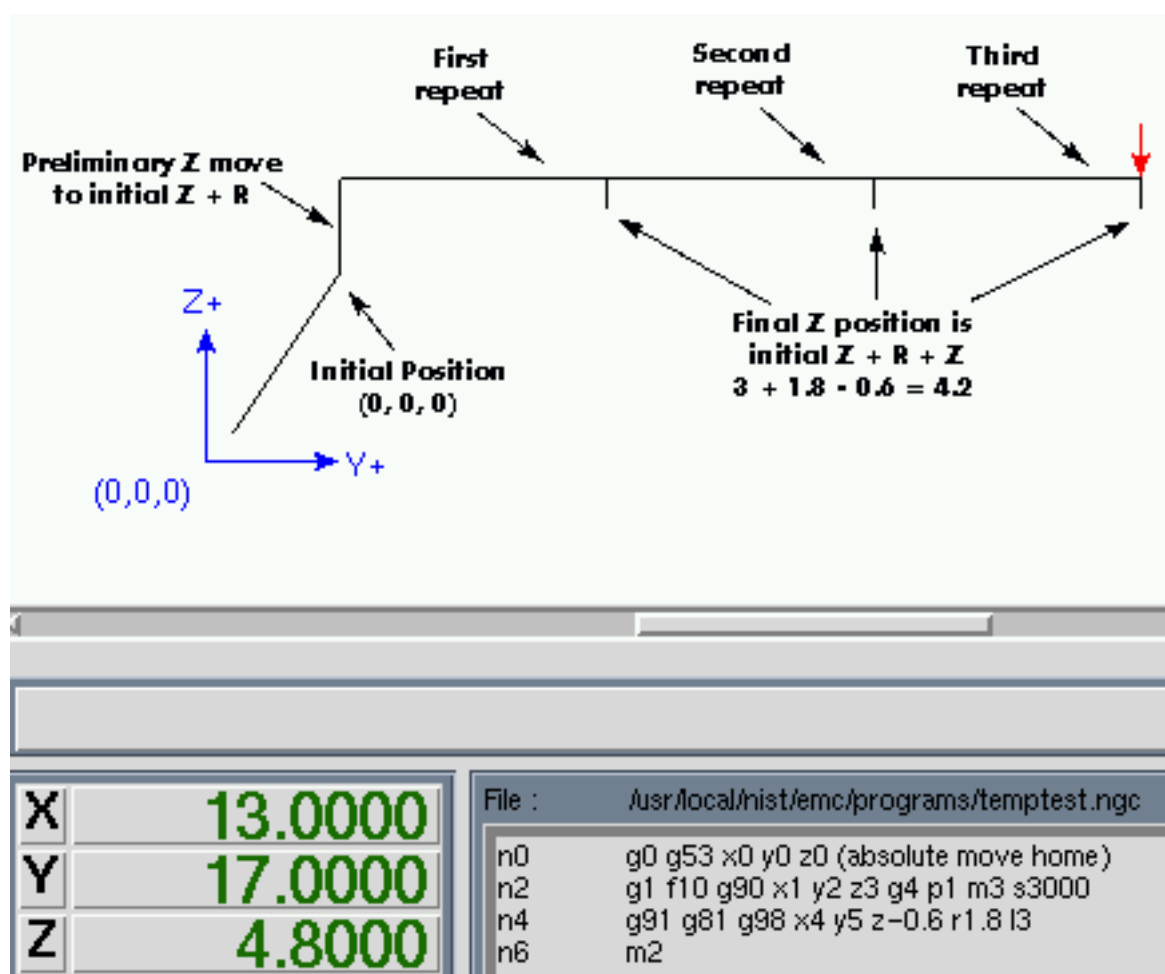 First
repeat
Second
repeat
Third
repeat
Preliminary Z move
to initial Z + R
Z+
Initial Position
(0, 0, 0)
Final Z position is
initial Z + R + Z
3 + 1.8 - 0.6 = 4.2
Y+
(0,0,0)
X 13.0000
Y 17.0000
Z 4.8000
File : /usr/local/nist/emc/programs/temptest.ngc
n0 g0 g53 x0 y0 z0 (absolute move home)
n2 g1 f10 g90 x1 y2 z3 g4 p1 m3 s3000
n4 g91 g81 g98 x4 y5 z-0.6 r1.8 l3
n6 m2